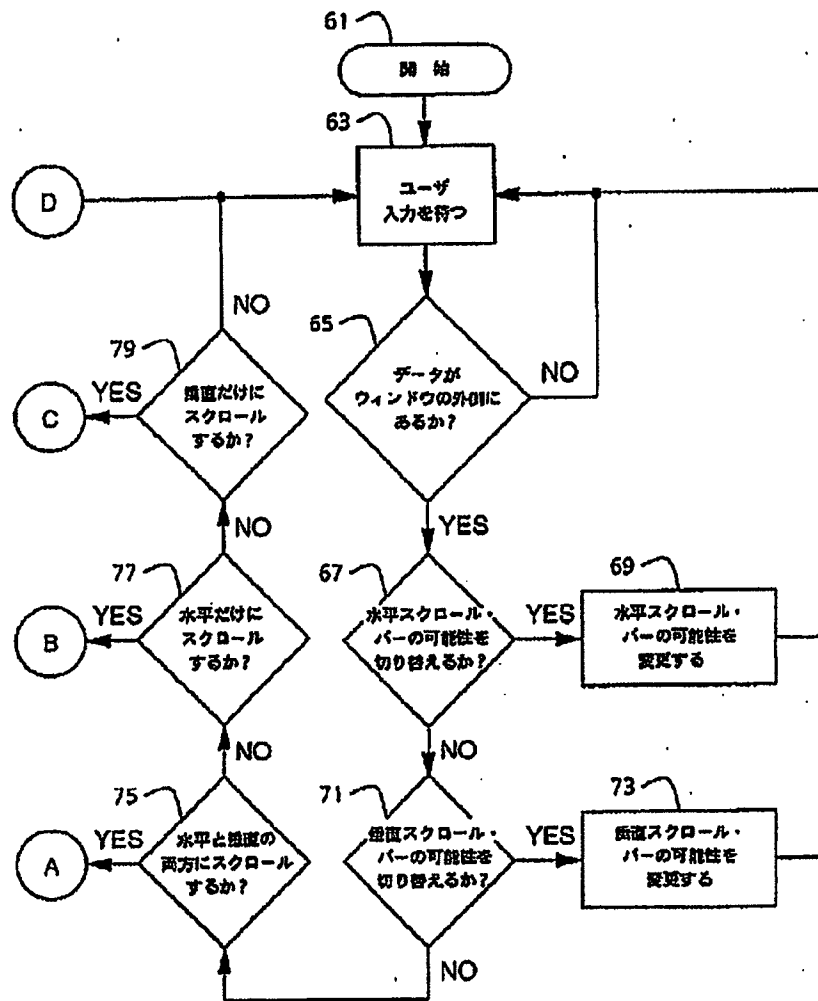 61
開 始
63
ユーザ
入力を待つ
D
NO
65
データが
ウィンドウの外側に
あるか?
NO
79
垂直だけに
スクロール
するか?
YES
C
YES
NO
77
水平だけに
スクロール
するか?
YES
B
67
水平スクロール・
バーの可能性を
切り替えるか?
YES
69
水平スクロール・
バーの可能性を
変更する
NO
NO
75
水平と垂直の
両方にスクロール
するか?
YES
A
71
垂直スクロール・
バーの可能性を
切り替えるか?
YES
73
垂直スクロール・
バーの可能性を
変更する
NO